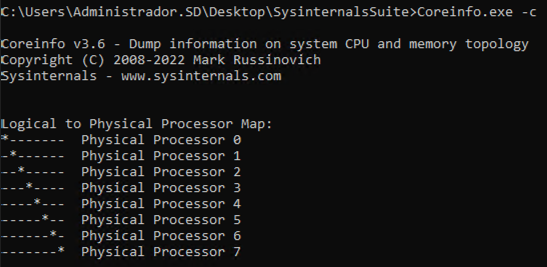 C:\Users\Administrador.SD\Desktop\SysinternalsSuite>Coreinfo.exe -c
Coreinfo v3.6 - Dump information on system CPU and memory topology
Copyright (C) 2008-2022 Mark Russinovich
Sysinternals - www.sysinternals.com
Logical to Physical Processor Map:
*-------  Physical Processor 0
-*------  Physical Processor 1
--*-----  Physical Processor 2
---*----  Physical Processor 3
----*---  Physical Processor 4
-----*--  Physical Processor 5
------*-  Physical Processor 6
-------*  Physical Processor 7